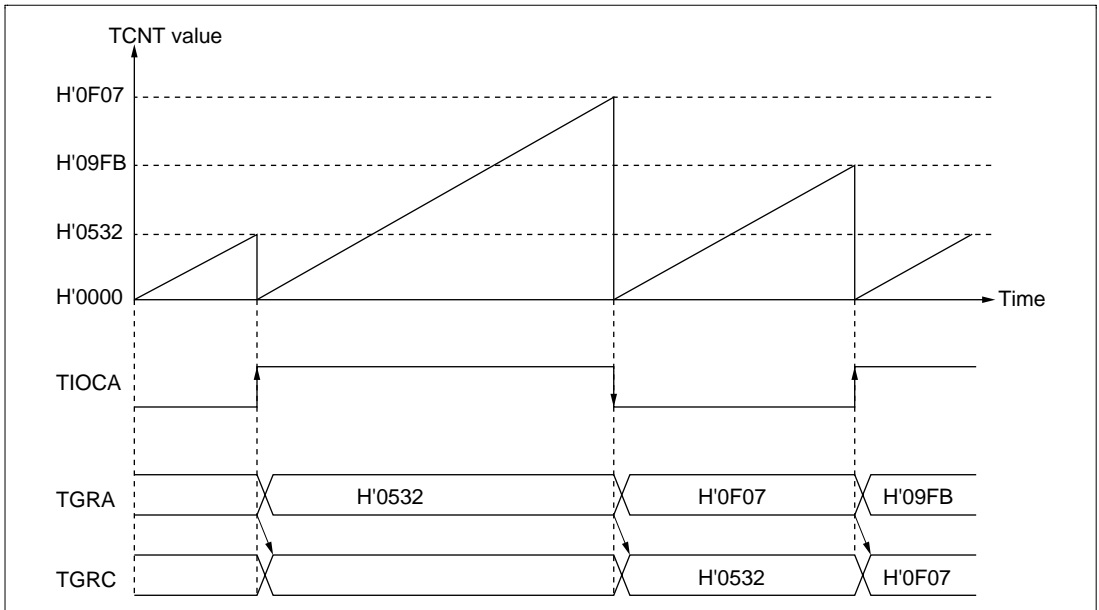 TCNT value
H'0F07
H'09FB
H'0532
H'0000
Time
TIOCA
TGRA H'0532 H'0F07 H'09FB
TGRC H'0532 H'0F07